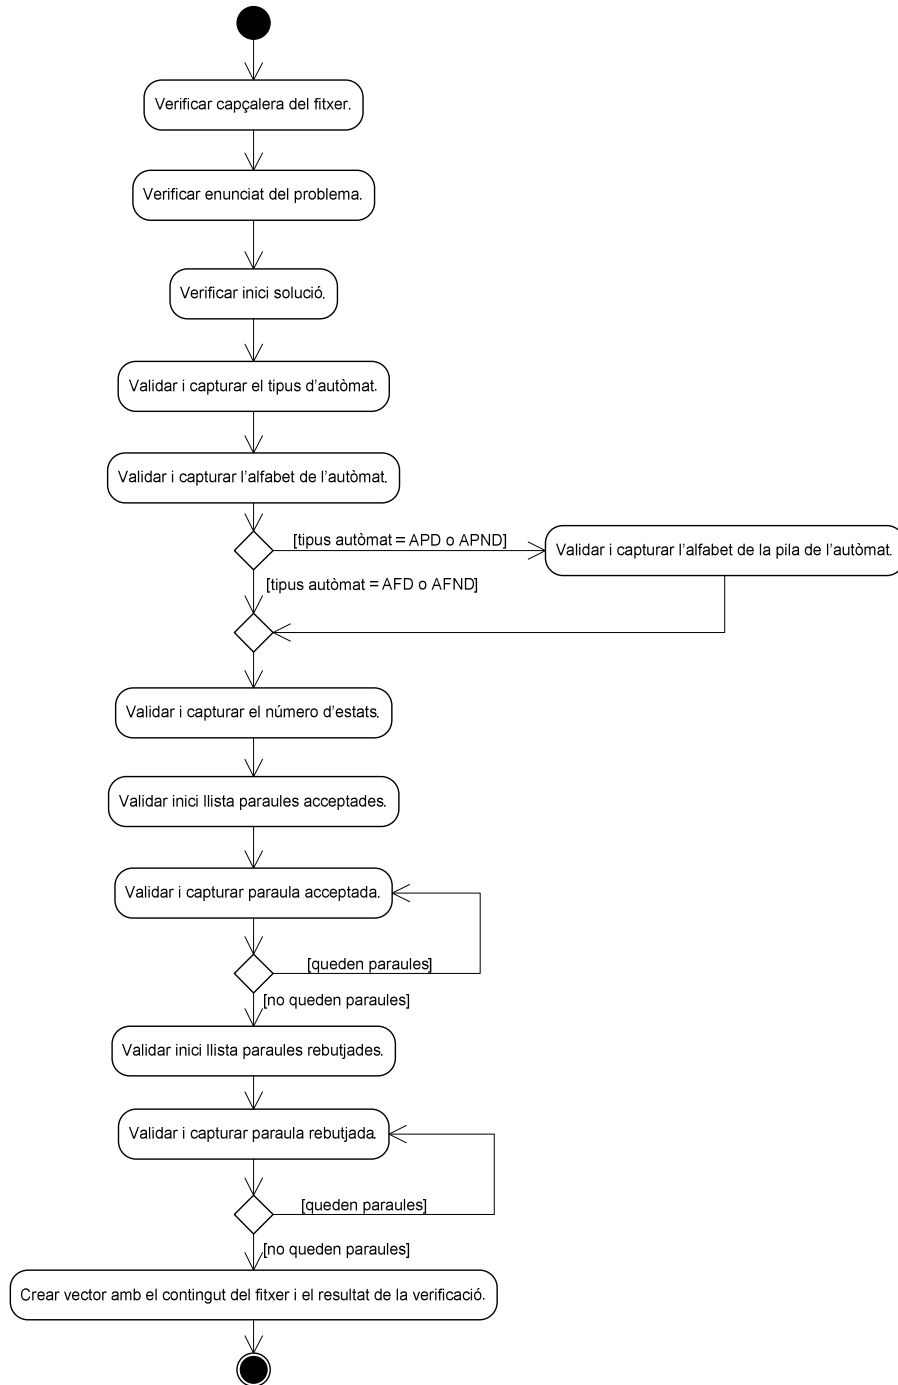 Verificar capçalera del fitxer.
Verificar enunciat del problema.
Verificar inici solució.
Validar i capturar el tipus d'autòmat.
Validar i capturar l'alfabet de l'autòmat.
[tipus autòmat = APD o APND]
Validar i capturar l'alfabet de la pila de l'autòmat.
[tipus autòmat = AFD o AFND]
Validar i capturar el número d'estats.
Validar inici llista paraules acceptades.
Validar i capturar paraula acceptada.
[queden paraules]
[no queden paraules]
Validar inici llista paraules rebutjades.
Validar i capturar paraula rebutjada.
[queden paraules]
[no queden paraules]
Crear vector amb el contingut del fitxer i el resultat de la verificació.